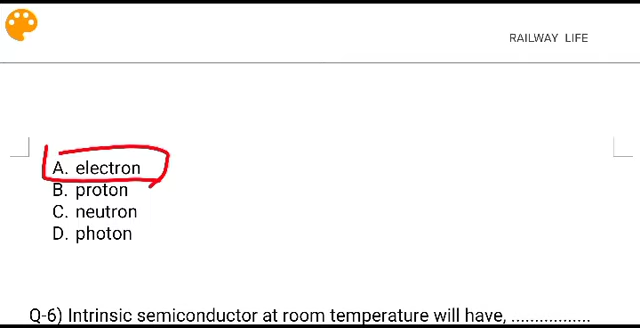 RAILWAY LIFE
A. electron
B. proton
C. neutron
D. photon
Q-6) Intrinsic semiconductor at room temperature will have, .................